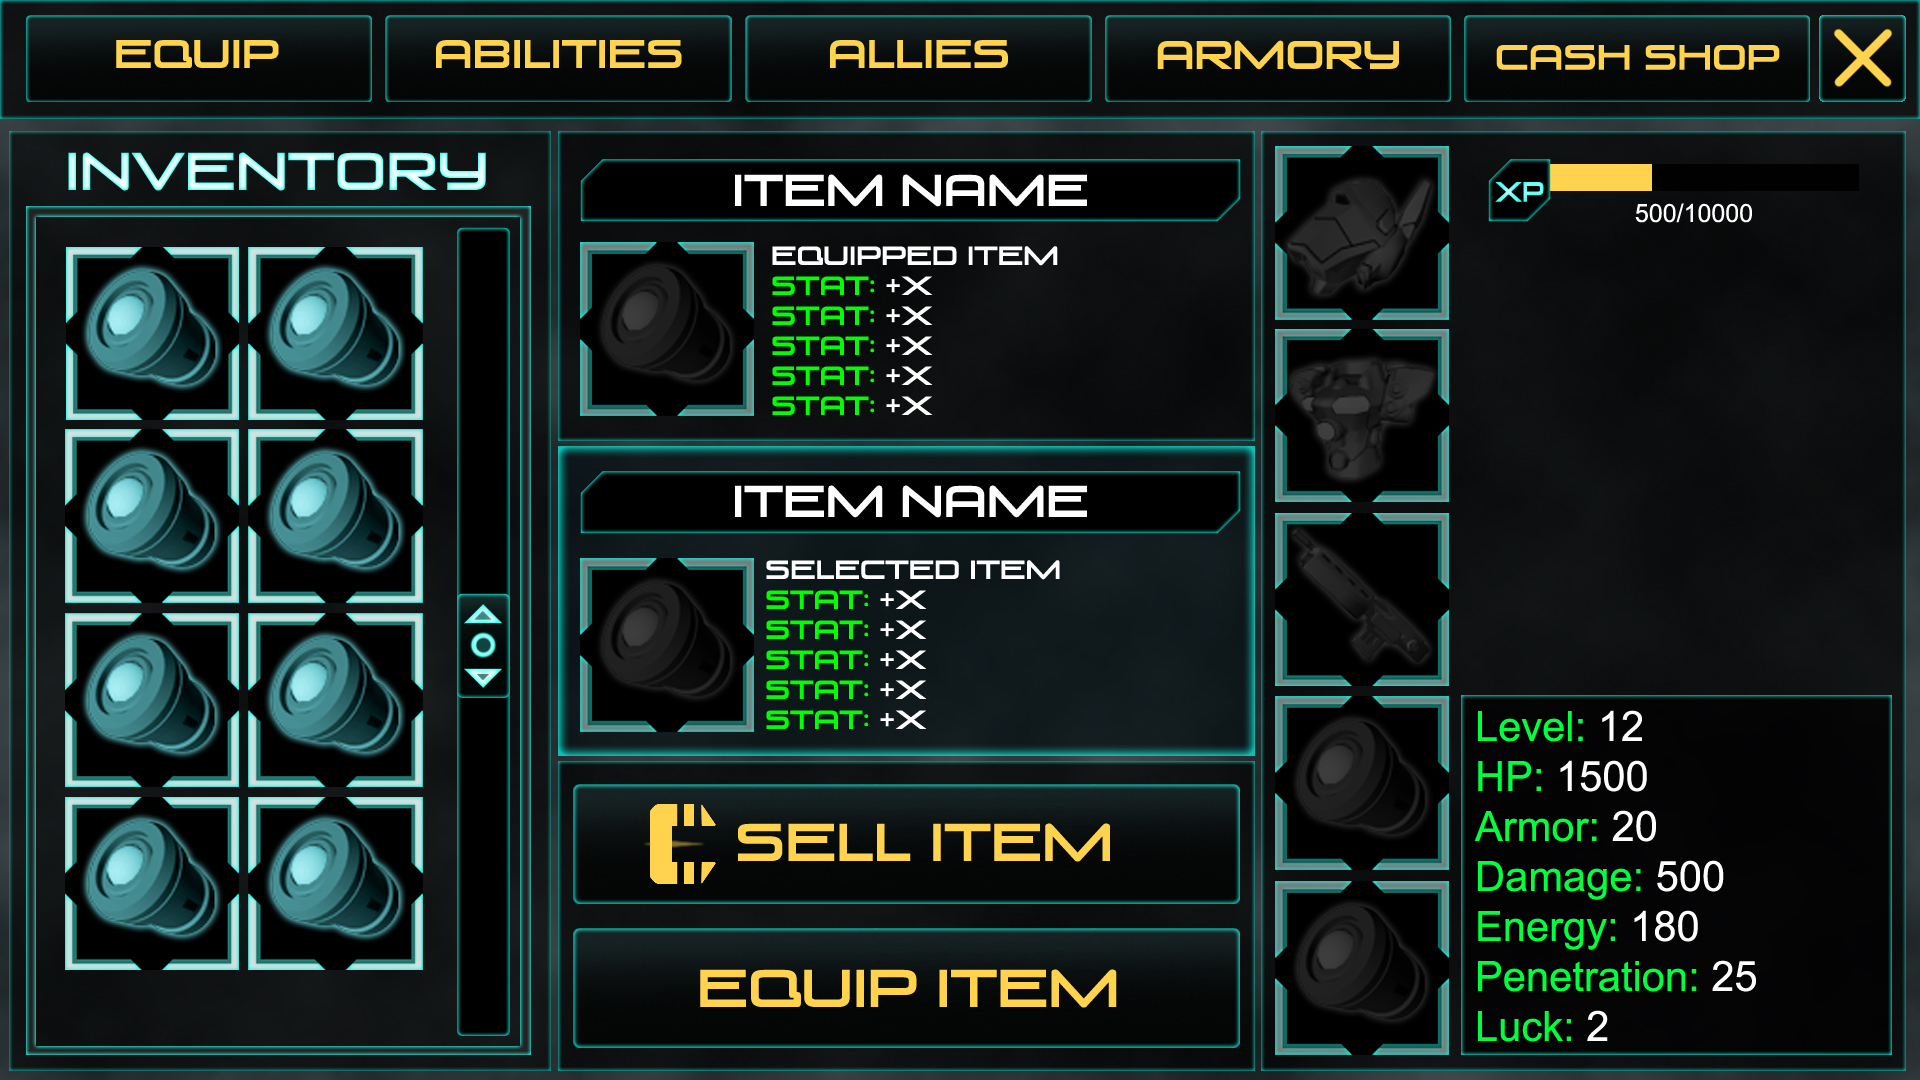 EQUIP
ABILITIES
ALLIES
ARMORY
CASH SHOP
INVENTORY
ITEM NAME
EQUIPPED ITEM
STAT: +X
STAT: +X
STAT: +X
STAT: +X
STAT: +X
ITEM NAME
SELECTED ITEM
STAT: +X
STAT: +X
STAT: +X
STAT: +X
STAT: +X
SELL ITEM
EQUIP ITEM
XP
500/10000
Level: 12
HP: 1500
Armor: 20
Damage: 500
Energy: 180
Penetration: 25
Luck: 2